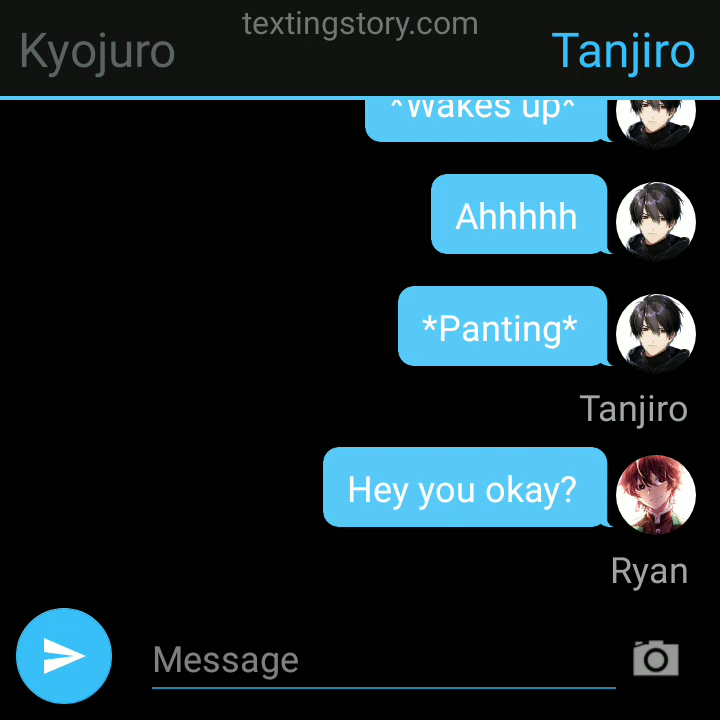 textingstory.com
Kyojuro
Tanjiro
*Wakes up*
Ahhhhh
*Panting*
Tanjiro
Hey you okay?
Ryan
Message